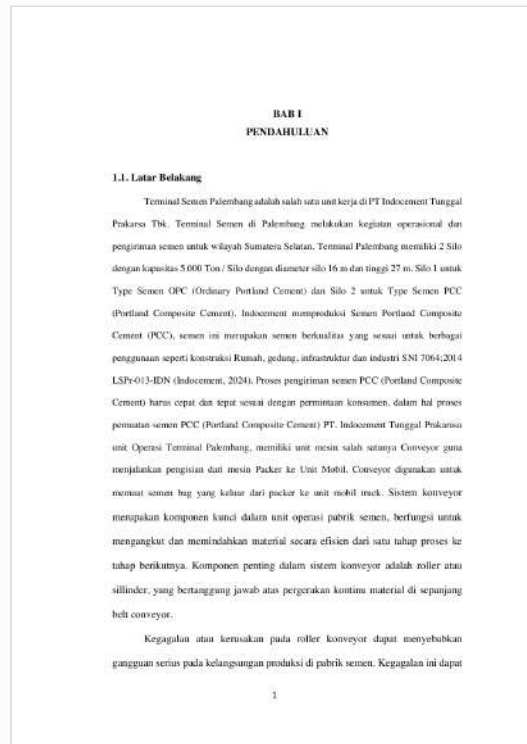 BAB I
PENDAHULUAN
1.1. Latar Belakang
Terminal Semen Palembang adalah salah satu unit kerja di PT Indocement Tunggal
Prakarsa Tbk. Terminal Semen di Palembang melakukan kegiatan operasional dan
pengiriman semen untuk wilayah Sumatera Selatan. Terminal Palembang memiliki 2 Silo
dengan kapasitas 5.000 Ton / Silo dengan diameter silo 16 m dan tinggi 27 m. Silo 1 untuk
Type Semen OPC (Ordinary Portland Cement) dan Silo 2 untuk Type Semen PCC
(Portland Composite Cement). Indocement memproduksi Semen Portland Composite
Cement (PCC), semen ini merupakan semen berkualitas yang sesuai untuk berbagai
penggunaan seperti konstruksi Rumah, gedung, infrastruktur dan industri SNI 7064:2014
LSPr-013-IDN (Indocement, 2024). Proses pengiriman semen PCC (Portland Composite
Cement) harus cepat dan tepat sesuai dengan permintaan konsumen, dalam hal proses
pemuatan semen PCC (Portland Composite Cement) PT. Indocement Tunggal Prakarsa
unit Operasi Terminal Palembang, memiliki unit mesin salah satunya Conveyor guna
menjalankan pengisian dari mesin Packer ke Unit Mobil. Conveyor digunakan untuk
memuat semen bag yang keluar dari packer ke unit mobil truck. Sistem konveyor
merupakan komponen kunci dalam unit operasi pabrik semen, berfungsi untuk
mengangkut dan memindahkan material secara efisien dari satu tahap proses ke
tahap berikutnya. Komponen penting dalam sistem konveyor adalah roller atau
sillinder, yang bertanggung jawab atas pergerakan kontinu material di sepanjang
belt conveyor.
Kegagalan atau kerusakan pada roller konveyor dapat menyebabkan
gangguan serius pada kelangsungan produksi di pabrik semen. Kegagalan ini dapat
1